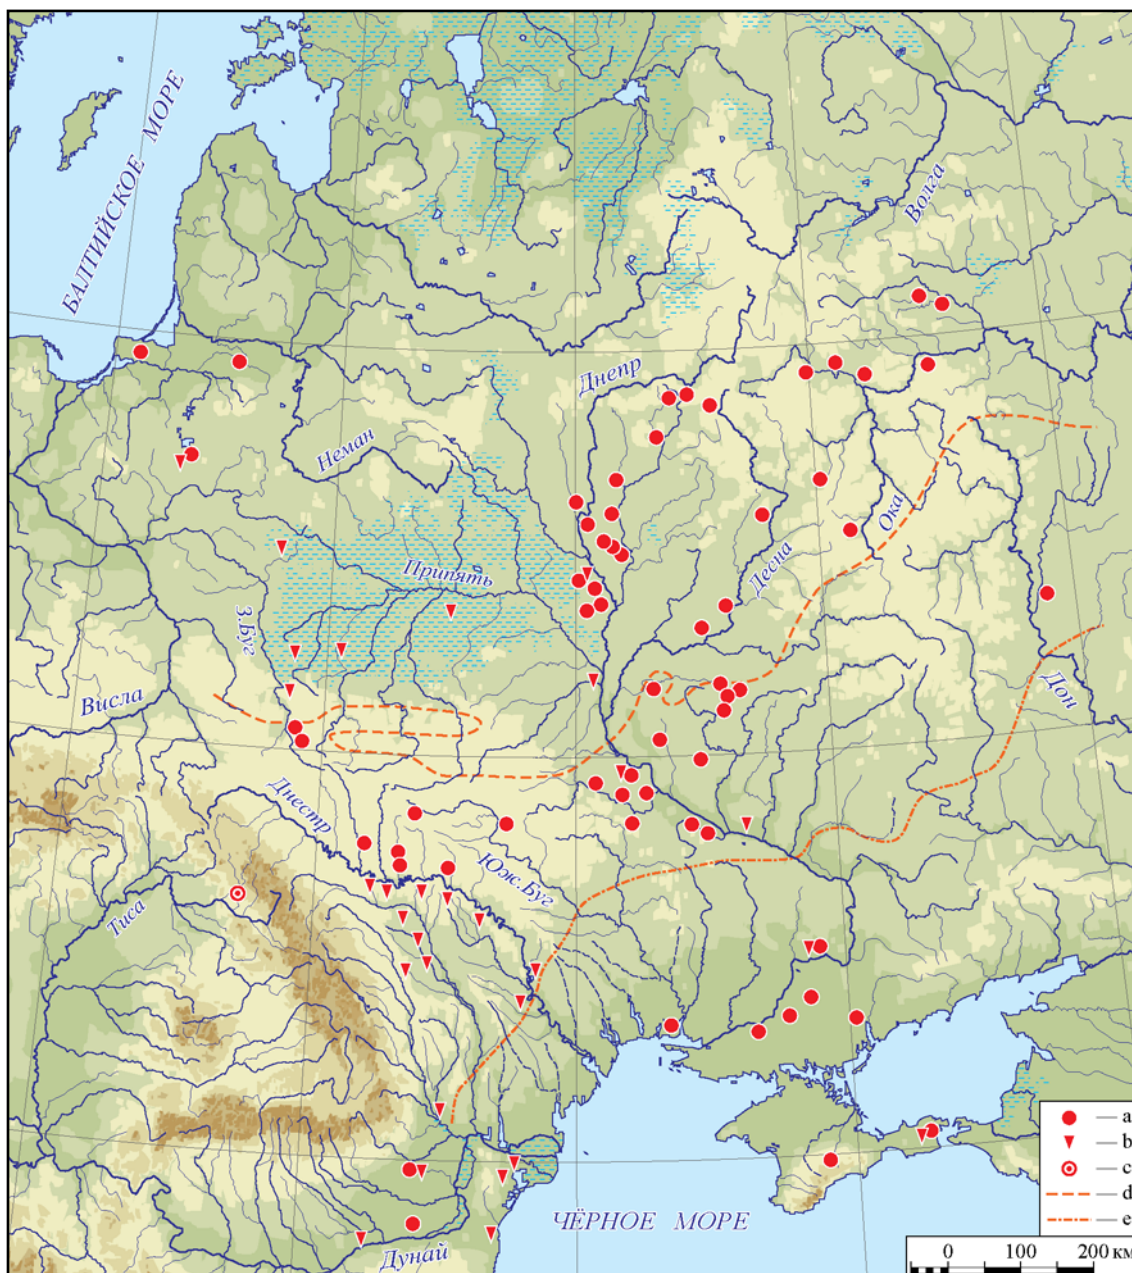 БАЛТИЙСКОЕ МОРЕ
Волга
Днепр
Неман
Ока
Десна
Припять
З.Буг
Висла
Дон
Днестр
Юж.Буг
Тиса
ЧЁРНОЕ МОРЕ
Дунай
— a
— b
— c
— d
— e
0 100 200 км